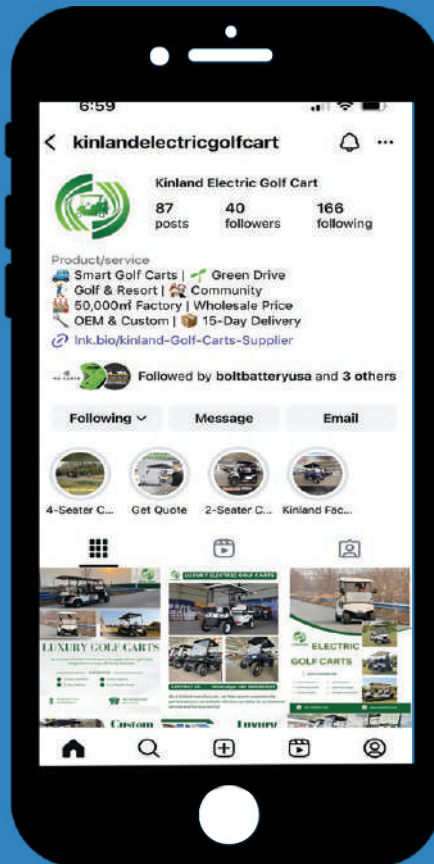 6:59
kinlandelectricgolfcart
Kinland Electric Golf Cart
87 40 166
posts followers following
Product/service
Smart Golf Carts | Green Drive
Golf & Resort | Community
50,000㎡ Factory | Wholesale Price
OEM & Custom | 15-Day Delivery
lnk.bio/kinland-Golf-Carts-Supplier
Followed by boltbatteryusa and 3 others
Following Message Email
4-Seater C... Get Quote 2-Seater C... Kinland Fac...
LUXURY ELECTRIC GOLF CARTS
LUXURY GOLF CARTS
ELECTRIC
GOLF CARTS
Custom
Luxury